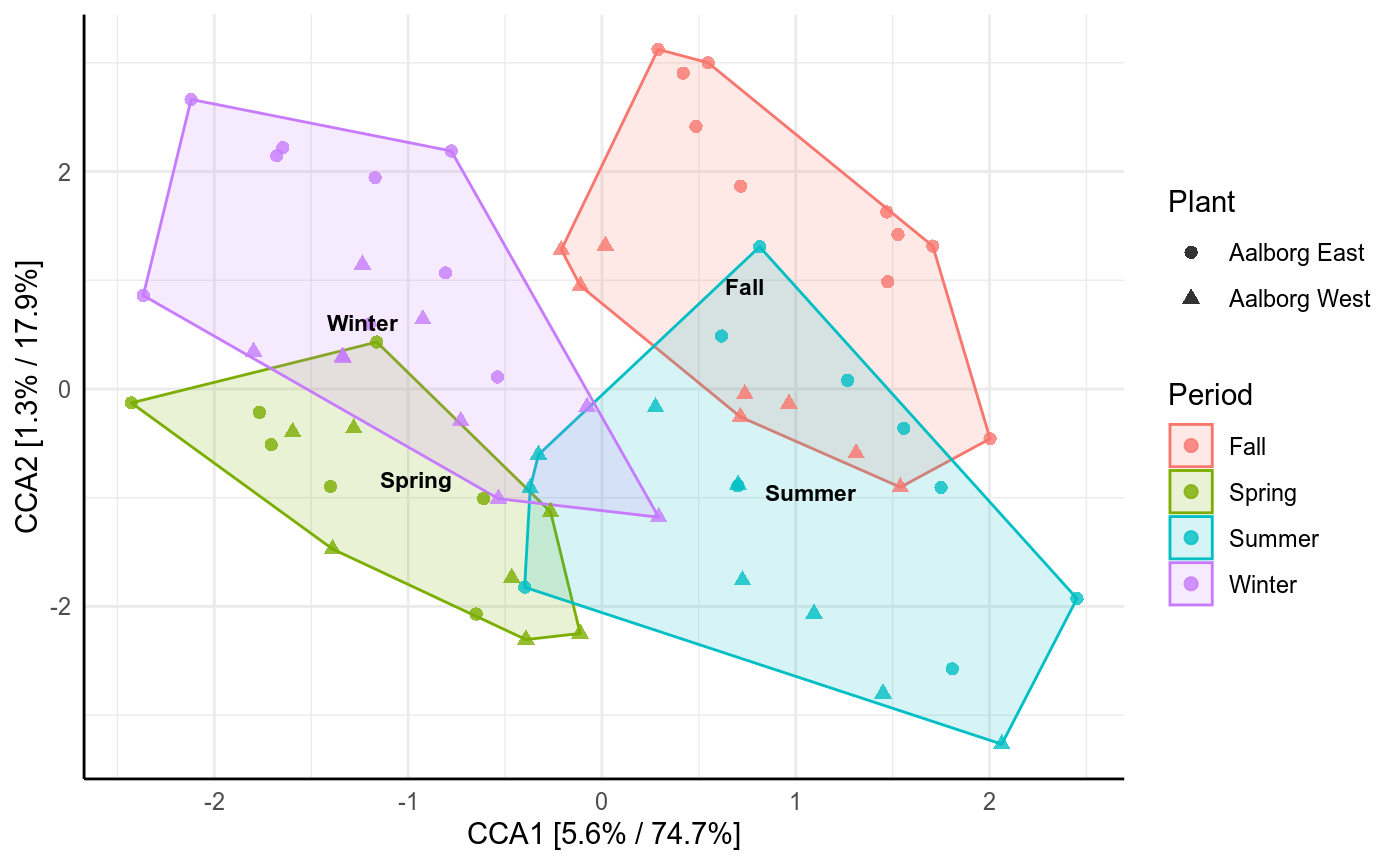 Plant
Aalborg East
Aalborg West
Period
Fall
Spring
Summer
Winter
Fall
Winter
Spring
Summer
2
0
-2
-2
-1
0
1
2
CCA1 [5.6% / 74.7%]
CCA2 [1.3% / 17.9%]